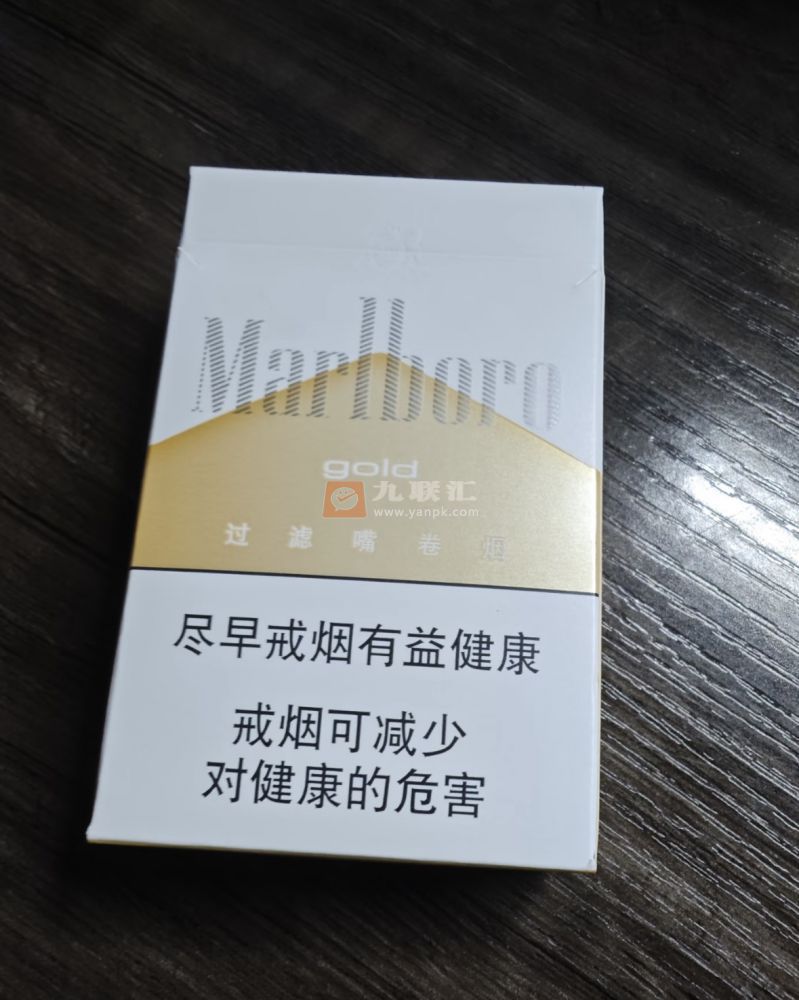 Marlboro
gold
九联汇
www.yanpk.com
过滤嘴卷烟
尽早戒烟有益健康
戒烟可减少
对健康的危害